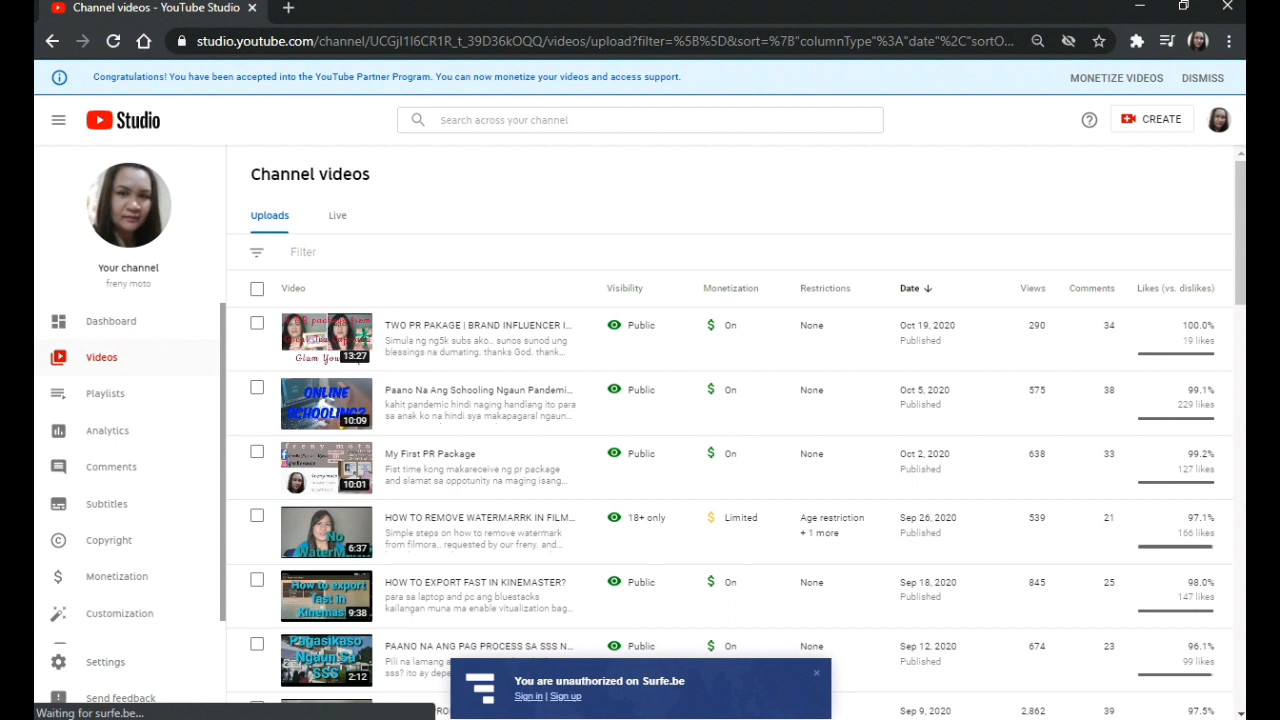 Channel videos - YouTube Studio
studio.youtube.com/channel/UCGJI1I6CR1R_t_39D36kOQQ/videos/upload?filter=%5B%5D&sort=%7B"columnType"%3A"date"%2C"sortO...
Congratulations! You have been accepted into the YouTube Partner Program. You can now monetize your videos and access support.
MONETIZE VIDEOS
DISMISS
Studio
Search across your channel
CREATE
Your channel
freny moto
Dashboard
Videos
Playlists
Analytics
Comments
Subtitles
Copyright
Monetization
Customization
Settings
Send feedback
Channel videos
Uploads Live
Filter
Video Visibility Monetization Restrictions Date Views Comments Likes (vs. dislikes)
13:27
TWO PR PAKAGE | BRAND INFLUENCER I...
Simula ng ng5k subs ako.. sunos sunod ung
blessings na dumating. thanks God. thank...
Public On None Oct 19, 2020 290 34 100.0%
Published 19 likes
ONLINE
SCHOOLING?
10:09
Paano Na Ang Schooling Ngaun Pandemi...
kahit pandemic hindi naging handlang ito para
sa anak ko na hindi sya makapagaral ngaun...
Public On None Oct 5, 2020 575 38 99.1%
Published 229 likes
freny moto
10:01
My First PR Package
Fist time kong makareceive ng pr package
and slamat sa oppotunity na maging isang...
Public On None Oct 2, 2020 638 33 99.2%
Published 127 likes
No
WaterMark
6:37
HOW TO REMOVE WATERMARRK IN FILM...
Simple steps on how to remove watermark
from filmora.. requested by our freny. and...
18+ only Limited Age restriction Sep 26, 2020 539 21 97.1%
+ 1 more Published 166 likes
How to export
fast in
Kinemas
9:38
HOW TO EXPORT FAST IN KINEMASTER?
para sa laptop and pc ang bluestacks
kailangan muna ma enable vitualization bag...
Public On None Sep 18, 2020 845 25 98.0%
Published 147 likes
Pagasikaso
Ngaun sa
SSS
2:12
PAANO NA ANG PAG PROCESS SA SSS N...
Pili na lamang
sss? ito ay depe
Public On None Sep 12, 2020 674 23 96.1%
Published 99 likes
Sep 9, 2020 2,862 39 97.5%
You are unauthorized on Surfe.be
Sign in | Sign up
Waiting for surfe.be...